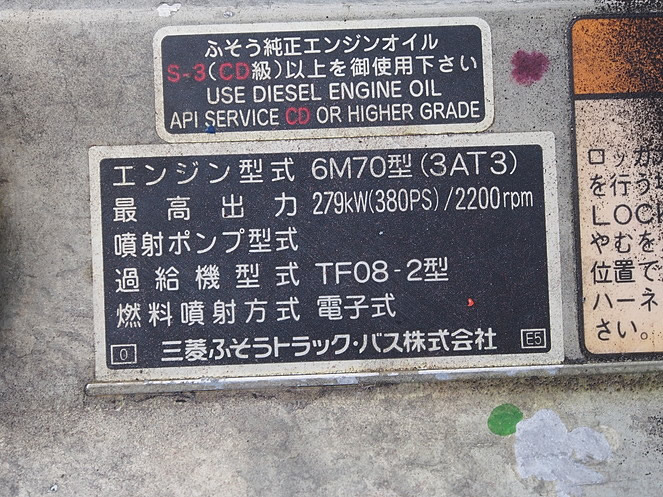 ふそう純正エンジンオイル
S-3(CD級)以上を御使用下さい
USE DIESEL ENGINE OIL
API SERVICE CD OR HIGHER GRADE
エンジン型式 6M70型(3AT3)
最高出力 279kW(380PS)/2200rpm
噴射ポンプ型式
過給機型式 TF08-2型
燃料噴射方式 電子式
0 三菱ふそうトラック・バス株式会社 E5
ロッカ
を行う
LOC
やむを
位置で
ハーネ
さい。